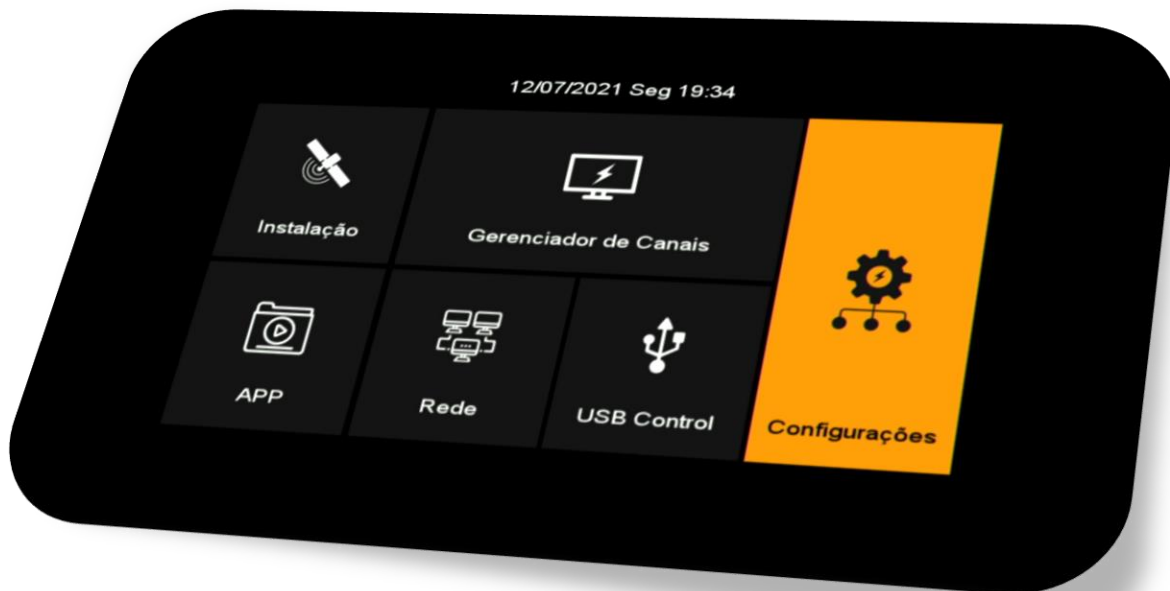 12/07/2021 Seg 19:34
Instalação
Gerenciador de Canais
APP
Rede
USB Control
Configurações